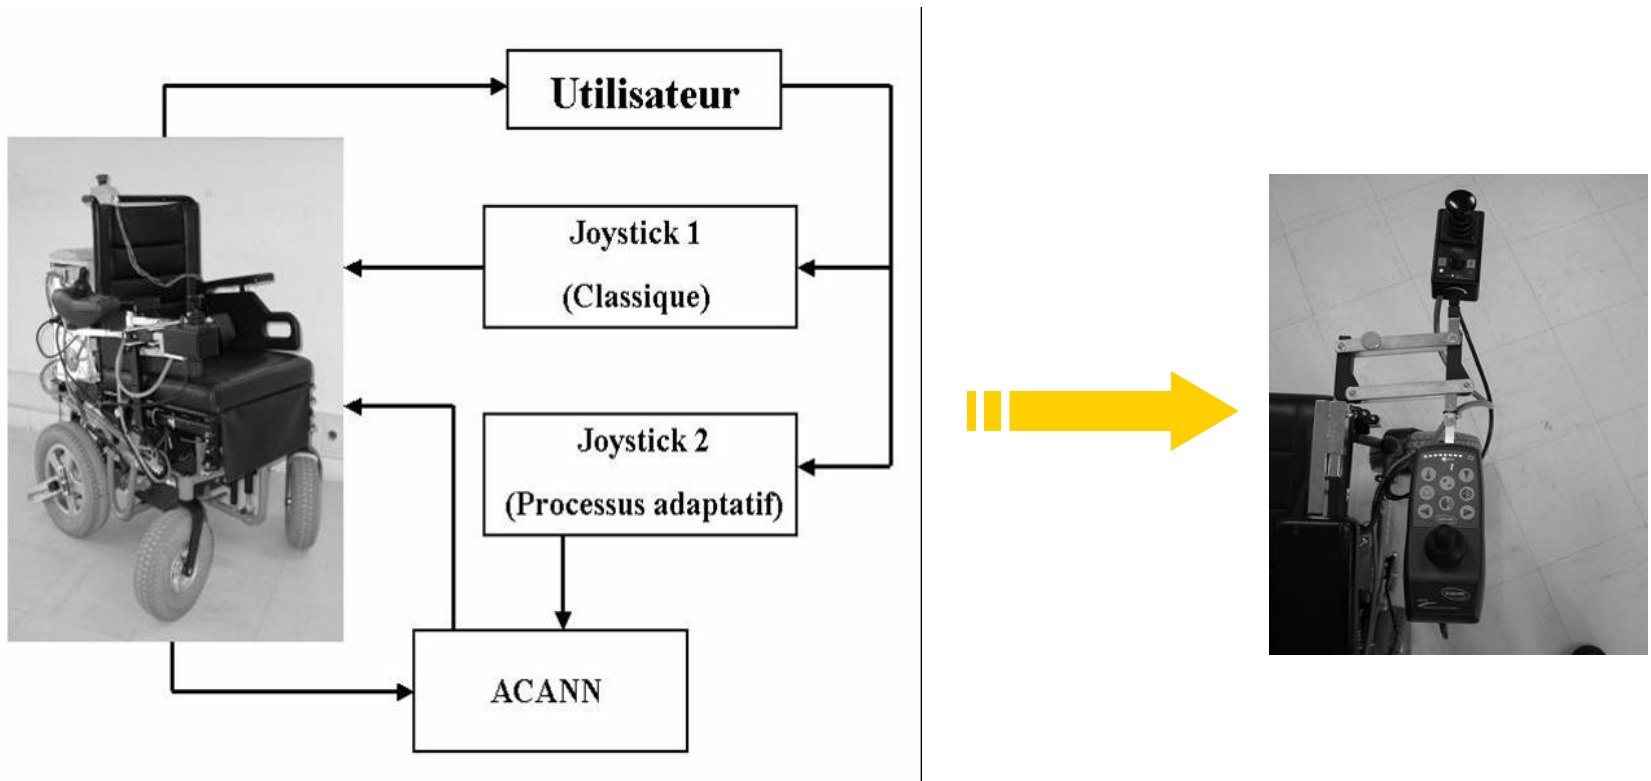 Utilisateur
Joystick 1
(Classique)
Joystick 2
(Processus adaptatif)
ACANN